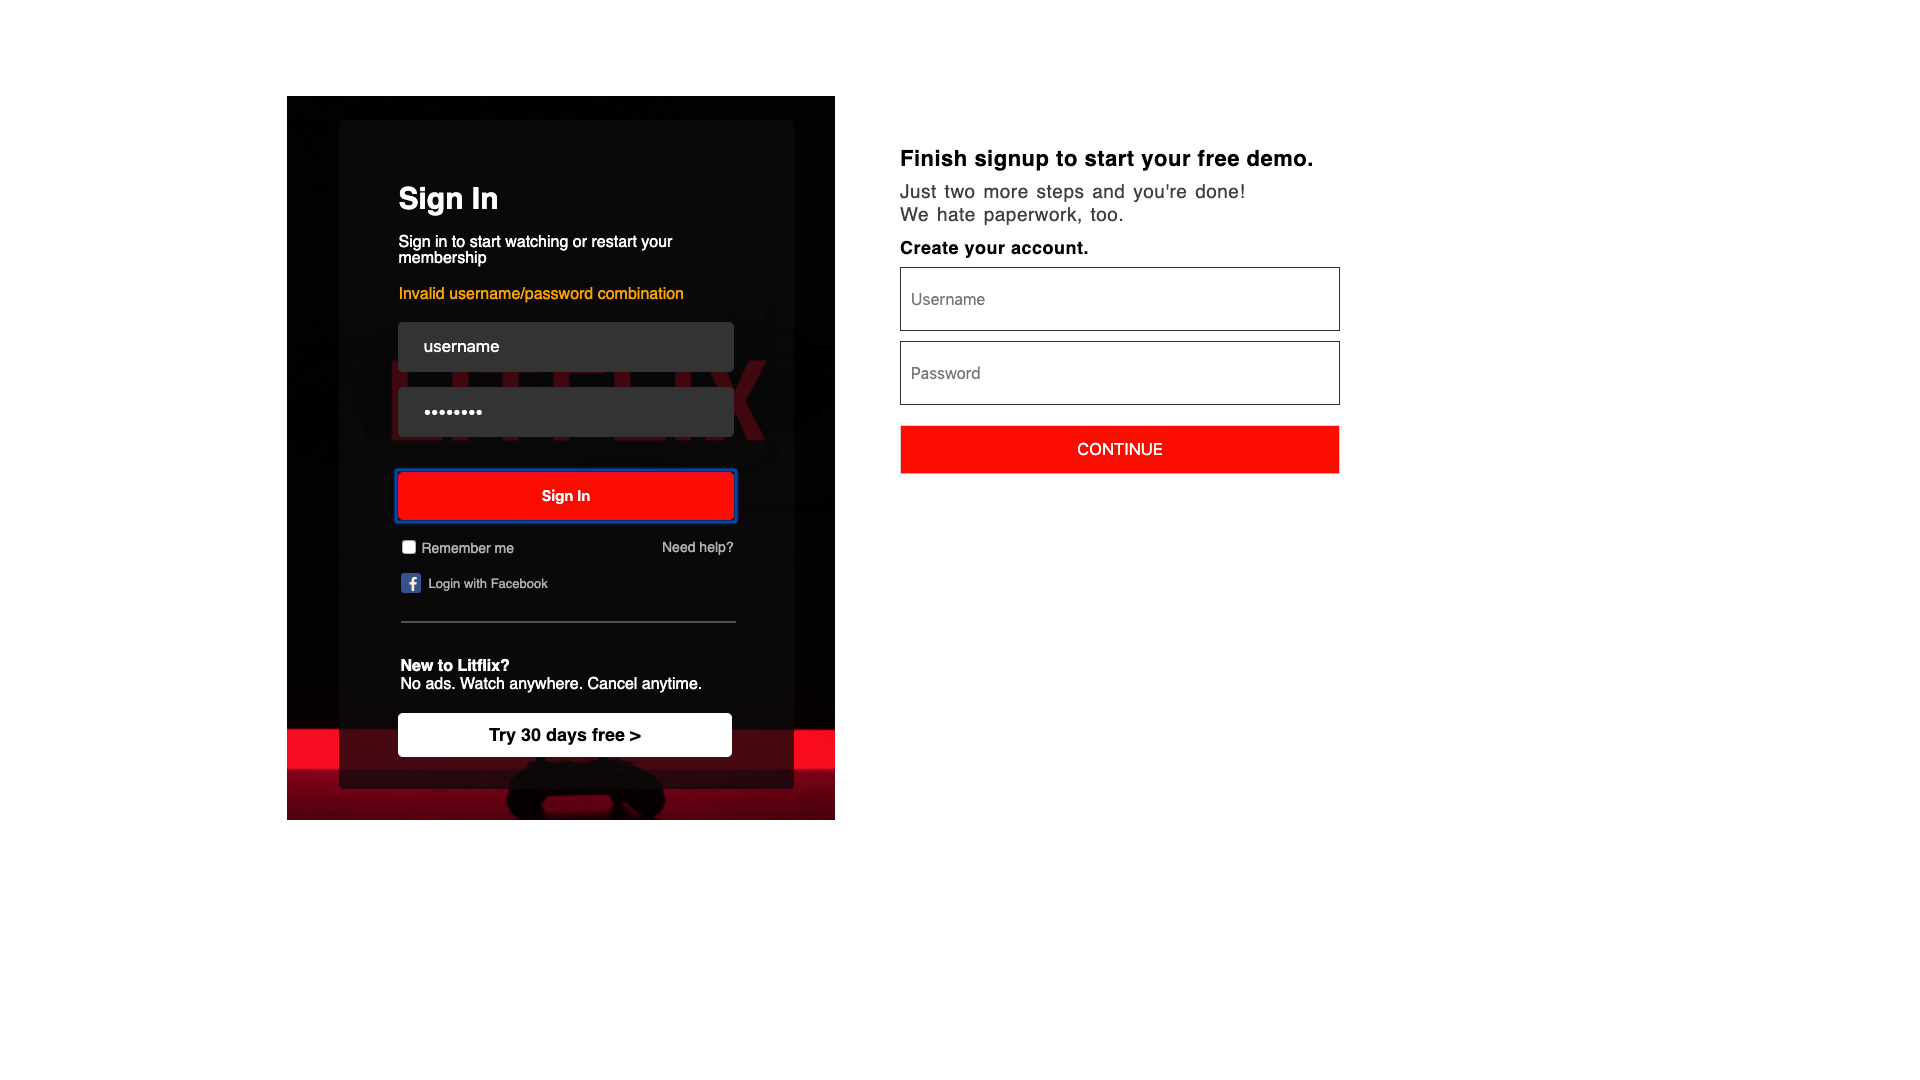 Sign In
Sign in to start watching or restart your
membership
Invalid username/password combination
username
••••••••
LITFLIX
Sign In
Remember me
Need help?
f
Login with Facebook
New to Litflix?
No ads. Watch anywhere. Cancel anytime.
Try 30 days free >
Finish signup to start your free demo.
Just two more steps and you're done!
We hate paperwork, too.
Create your account.
Username
Password
CONTINUE